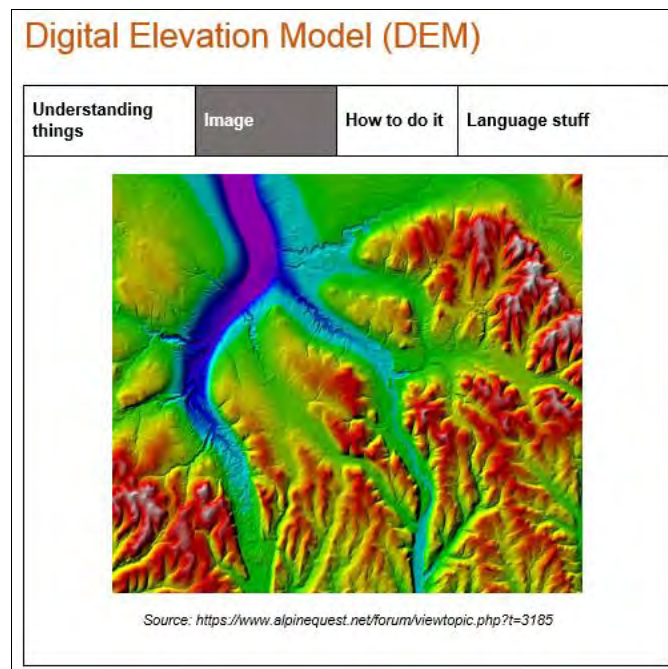 Digital Elevation Model (DEM)
Understanding
things
Image
How to do it
Language stuff
Source: https://www.alpinequest.net/forum/viewtopic.php?t=3185